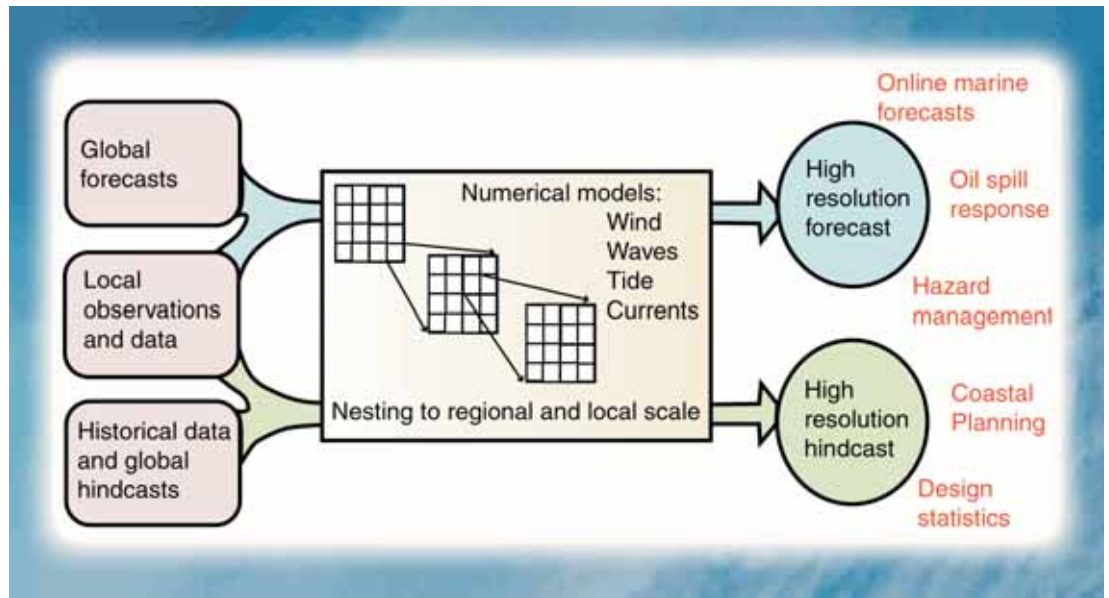 Global
forecasts
Local
observations
and data
Historical data
and global
hindcasts
Numerical models:
Wind
Waves
Tide
Currents
Nesting to regional and local scale
High
resolution
forecast
High
resolution
hindcast
Online marine
forecasts
Oil spill
response
Hazard
management
Coastal
Planning
Design
statistics